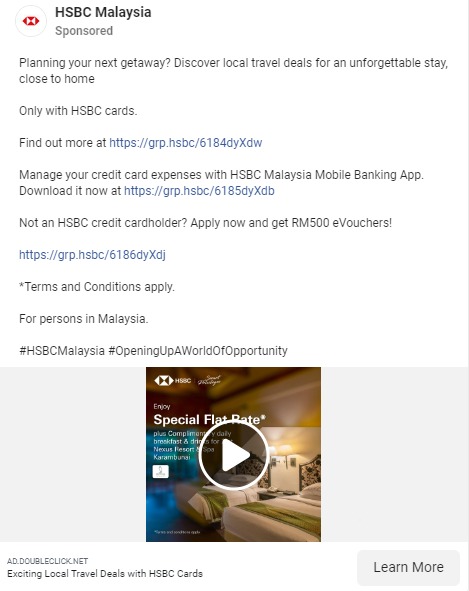 HSBC Malaysia
Sponsored
Planning your next getaway? Discover local travel deals for an unforgettable stay,
close to home
Only with HSBC cards.
Find out more at https://grp.hsbc/6184dyXdw
Manage your credit card expenses with HSBC Malaysia Mobile Banking App.
Download it now at https://grp.hsbc/6185dyXdb
Not an HSBC credit cardholder? Apply now and get RM500 eVouchers!
https://grp.hsbc/6186dyXdj
*Terms and Conditions apply.
For persons in Malaysia.
#HSBCMalaysia #OpeningUpAWorldOfOpportunity
HSBC
Enjoy
Special Flat Rate*
plus Complimentary daily
breakfast & drinks for
Nexus Resort & Spa
Karambunai
*Terms and conditions apply
AD.DOUBLECLICK.NET
Exciting Local Travel Deals with HSBC Cards
Learn More